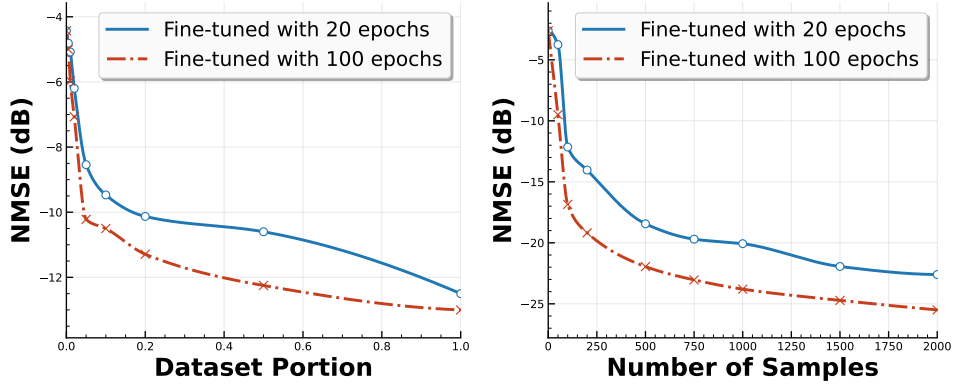 Fine-tuned with 20 epochs
Fine-tuned with 100 epochs
NMSE (dB)
−4
−6
−8
−10
−12
0.0 0.2 0.4 0.6 0.8 1.0
Dataset Portion
Fine-tuned with 20 epochs
Fine-tuned with 100 epochs
NMSE (dB)
−5
−10
−15
−20
−25
0 250 500 750 1000 1250 1500 1750 2000
Number of Samples